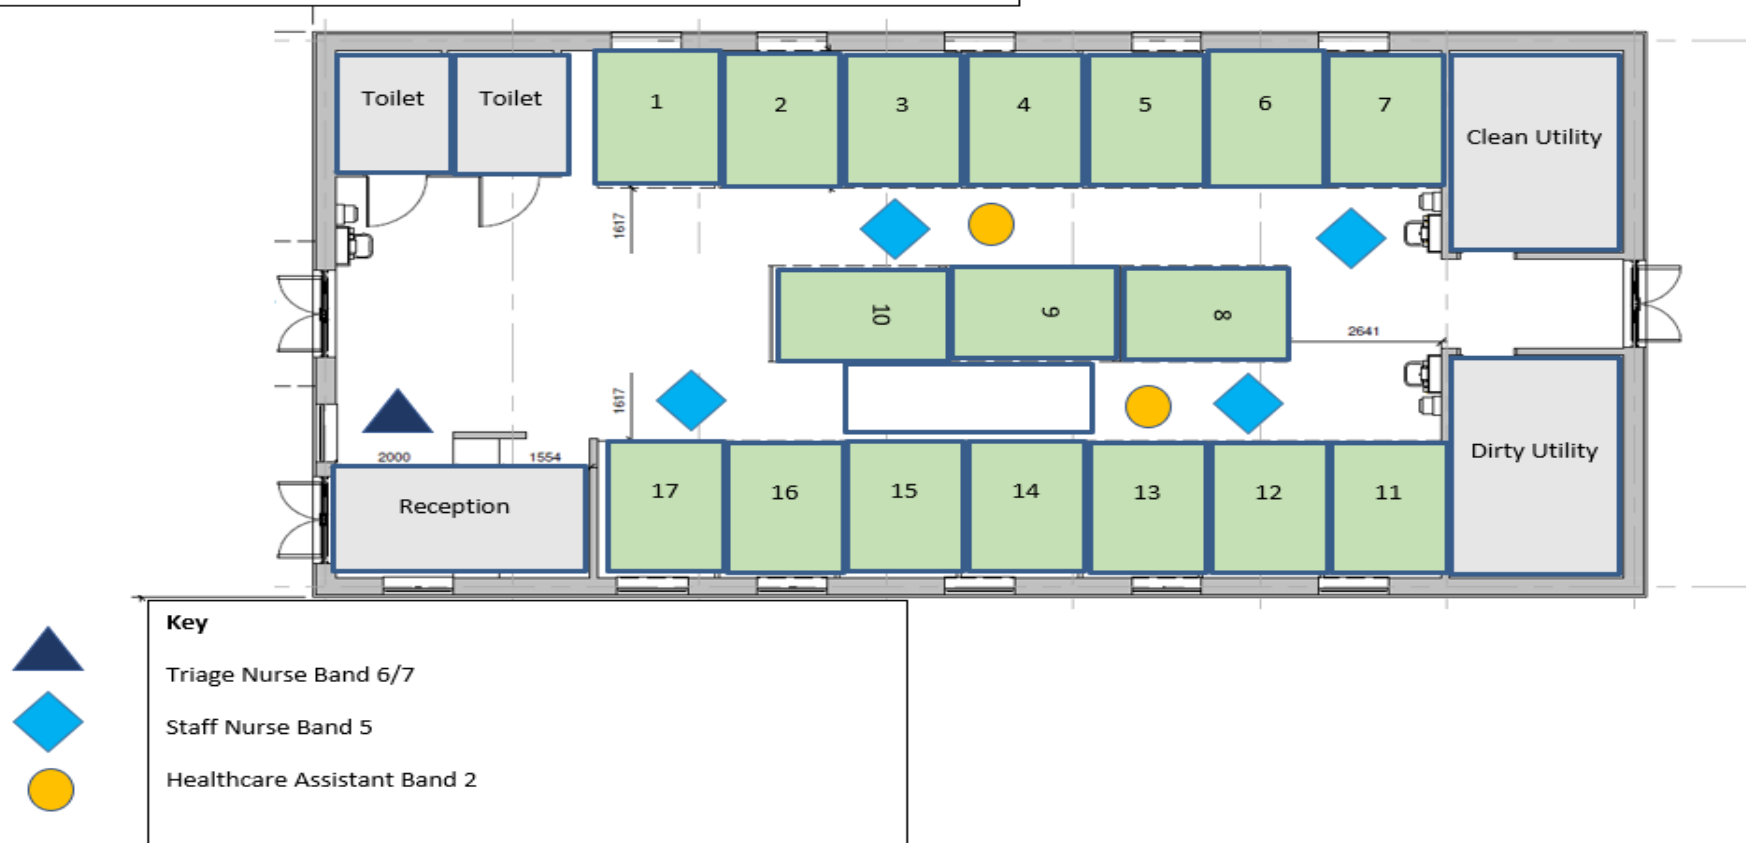 Toilet
Toilet
1
2
3
4
5
6
7
Clean Utility
1617
10
9
8
2641
1617
2000
1554
Reception
17
16
15
14
13
12
11
Dirty Utility
Key
Triage Nurse Band 6/7
Staff Nurse Band 5
Healthcare Assistant Band 2